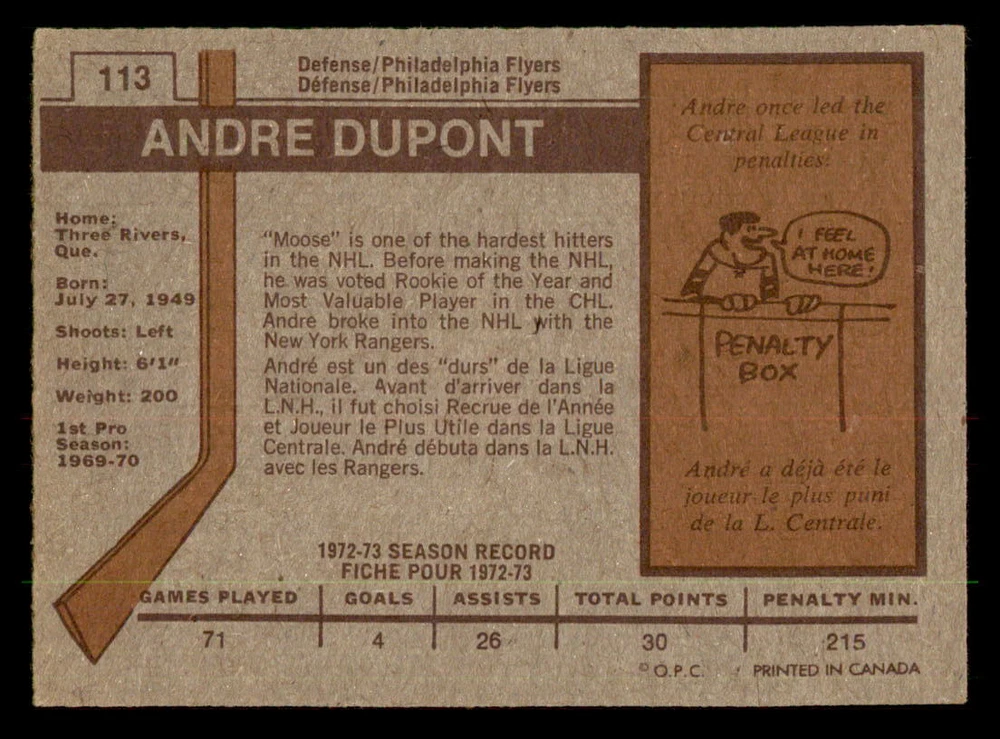 113
Defense/Philadelphia Flyers
Défense/Philadelphia Flyers
ANDRE DUPONT
Home:
Three Rivers,
Que.
Born:
July 27, 1949
Shoots: Left
Height: 6'1"
Weight: 200
1st Pro
Season:
1969-70
"Moose" is one of the hardest hitters
in the NHL. Before making the NHL,
he was voted Rookie of the Year and
Most Valuable Player in the CHL.
Andre broke into the NHL with the
New York Rangers.
André est un des "durs" de la Ligue
Nationale. Avant d'arriver dans la
L.N.H., il fut choisi Recrue de l'Année
et Joueur le Plus Utile dans la Ligue
Centrale. André débuta dans la L.N.H.
avec les Rangers.
Andre once led the
Central League in
penalties.
I FEEL
AT HOME
HERE!
PENALTY
BOX
André a déjà été le
joueur le plus puni
de la L. Centrale.
1972-73 SEASON RECORD
FICHE POUR 1972-73
GAMES PLAYED GOALS ASSISTS TOTAL POINTS PENALTY MIN.
71 4 26 30 215
© O.P.C. PRINTED IN CANADA